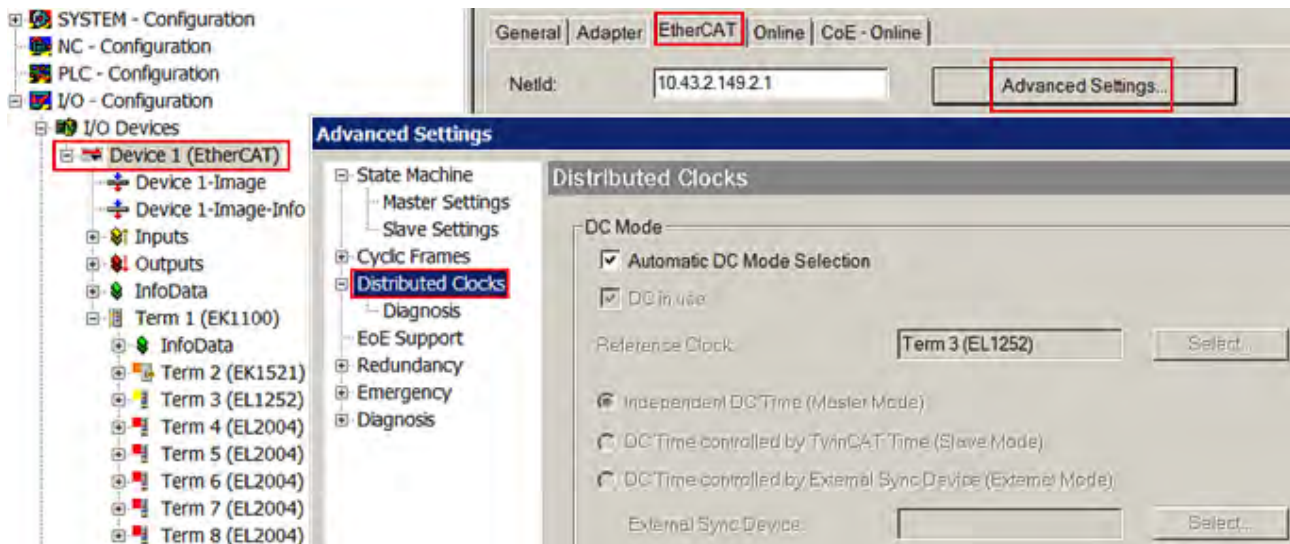 SYSTEM - Configuration
NC - Configuration
PLC - Configuration
I/O - Configuration
I/O Devices
Device 1 (EtherCAT)
Device 1-Image
Device 1-Image-Info
Inputs
Outputs
InfoData
Term 1 (EK1100)
InfoData
Term 2 (EK1521)
Term 3 (EL1252)
Term 4 (EL2004)
Term 5 (EL2004)
Term 6 (EL2004)
Term 7 (EL2004)
Term 8 (EL2004)
General Adapter EtherCAT Online CoE - Online
NetId: 10.43.2.149.2.1 Advanced Settings...
Advanced Settings
State Machine
Master Settings
Slave Settings
Cyclic Frames
Distributed Clocks
Diagnosis
EoE Support
Redundancy
Emergency
Diagnosis
Distributed Clocks
DC Mode
Automatic DC Mode Selection
DC in use
Reference Clock: Term 3 (EL1252) Select...
Independent DC Time (Master Mode)
DC Time controlled by TwinCAT Time (Slave Mode)
DC Time controlled by External Sync Device (External Mode)
External Sync Device: Select...